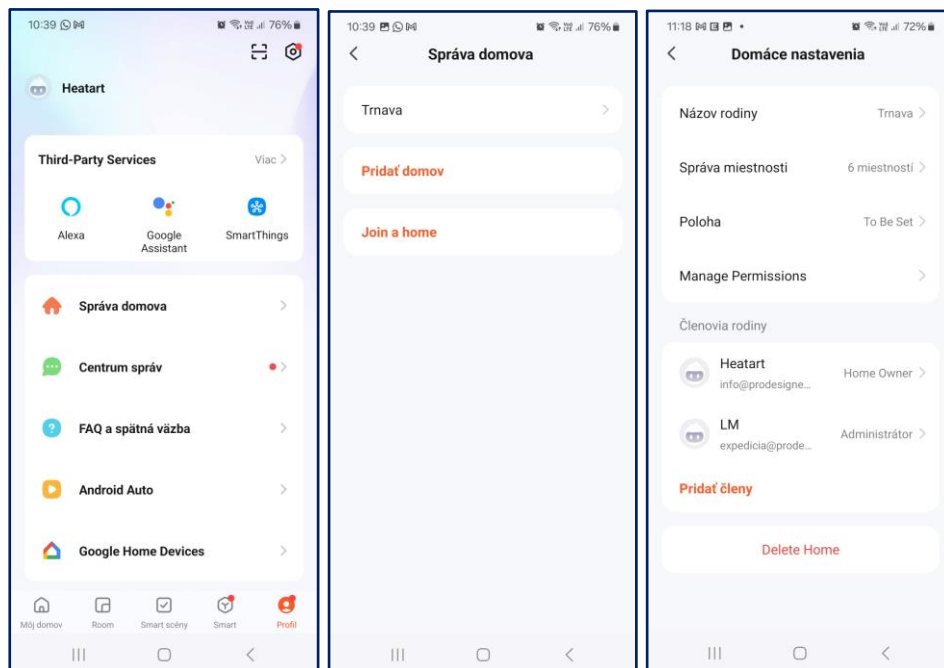 10:39 76%
Heatart
Third-Party Services Viac >
Alexa
Google
Assistant
SmartThings
Správa domova
Centrum správ
FAQ a spätná väzba
Android Auto
Google Home Devices
Môj domov Room Smart scény Smart Profil
10:39 76%
Správa domova
Trnava
Pridať domov
Join a home
11:18 72%
Domáce nastavenia
Názov rodiny Trnava
Správa miestnosti 6 miestností
Poloha To Be Set
Manage Permissions
Členovia rodiny
Heatart
info@prodesigne... Home Owner
LM
expedicia@prode... Administrátor
Pridať členy
Delete Home